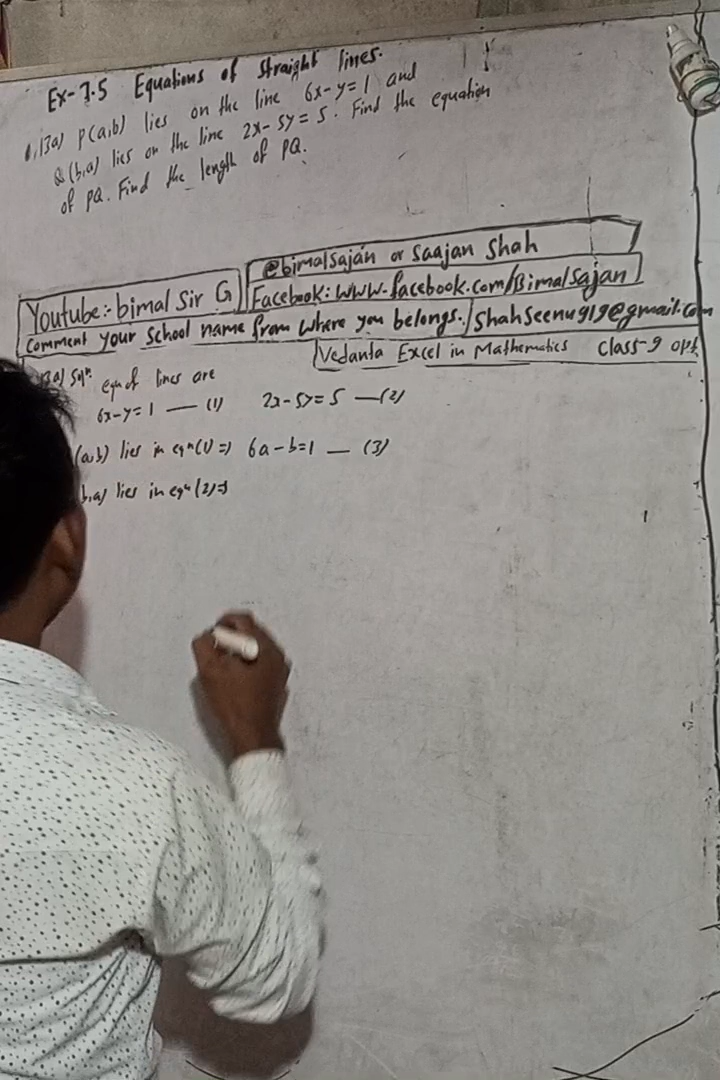 Ex-7.5 Equations of Straight lines.
13a) P(a,b) lies on the line 6x-y=1 and
Q(b,a) lies on the line 2x-5y=5. Find the equation
of PQ. Find the length of PQ.
@bimalsajan or Saajan Shah
Youtube:- bimal Sir G
Facebook: www.facebook.com/Bimalsajan
Comment your School name from where you belongs. shahseenu919@gmail.com
Vedanta Excel in Mathematics Class-9 opt
3a) Solⁿ. eqⁿ of lines are
6x-y=1 — (1) 2x-5y=5 — (2)
(a,b) lies in eqⁿ(1) => 6a-b=1 — (3)
b,a) lies in eqⁿ(2) =>